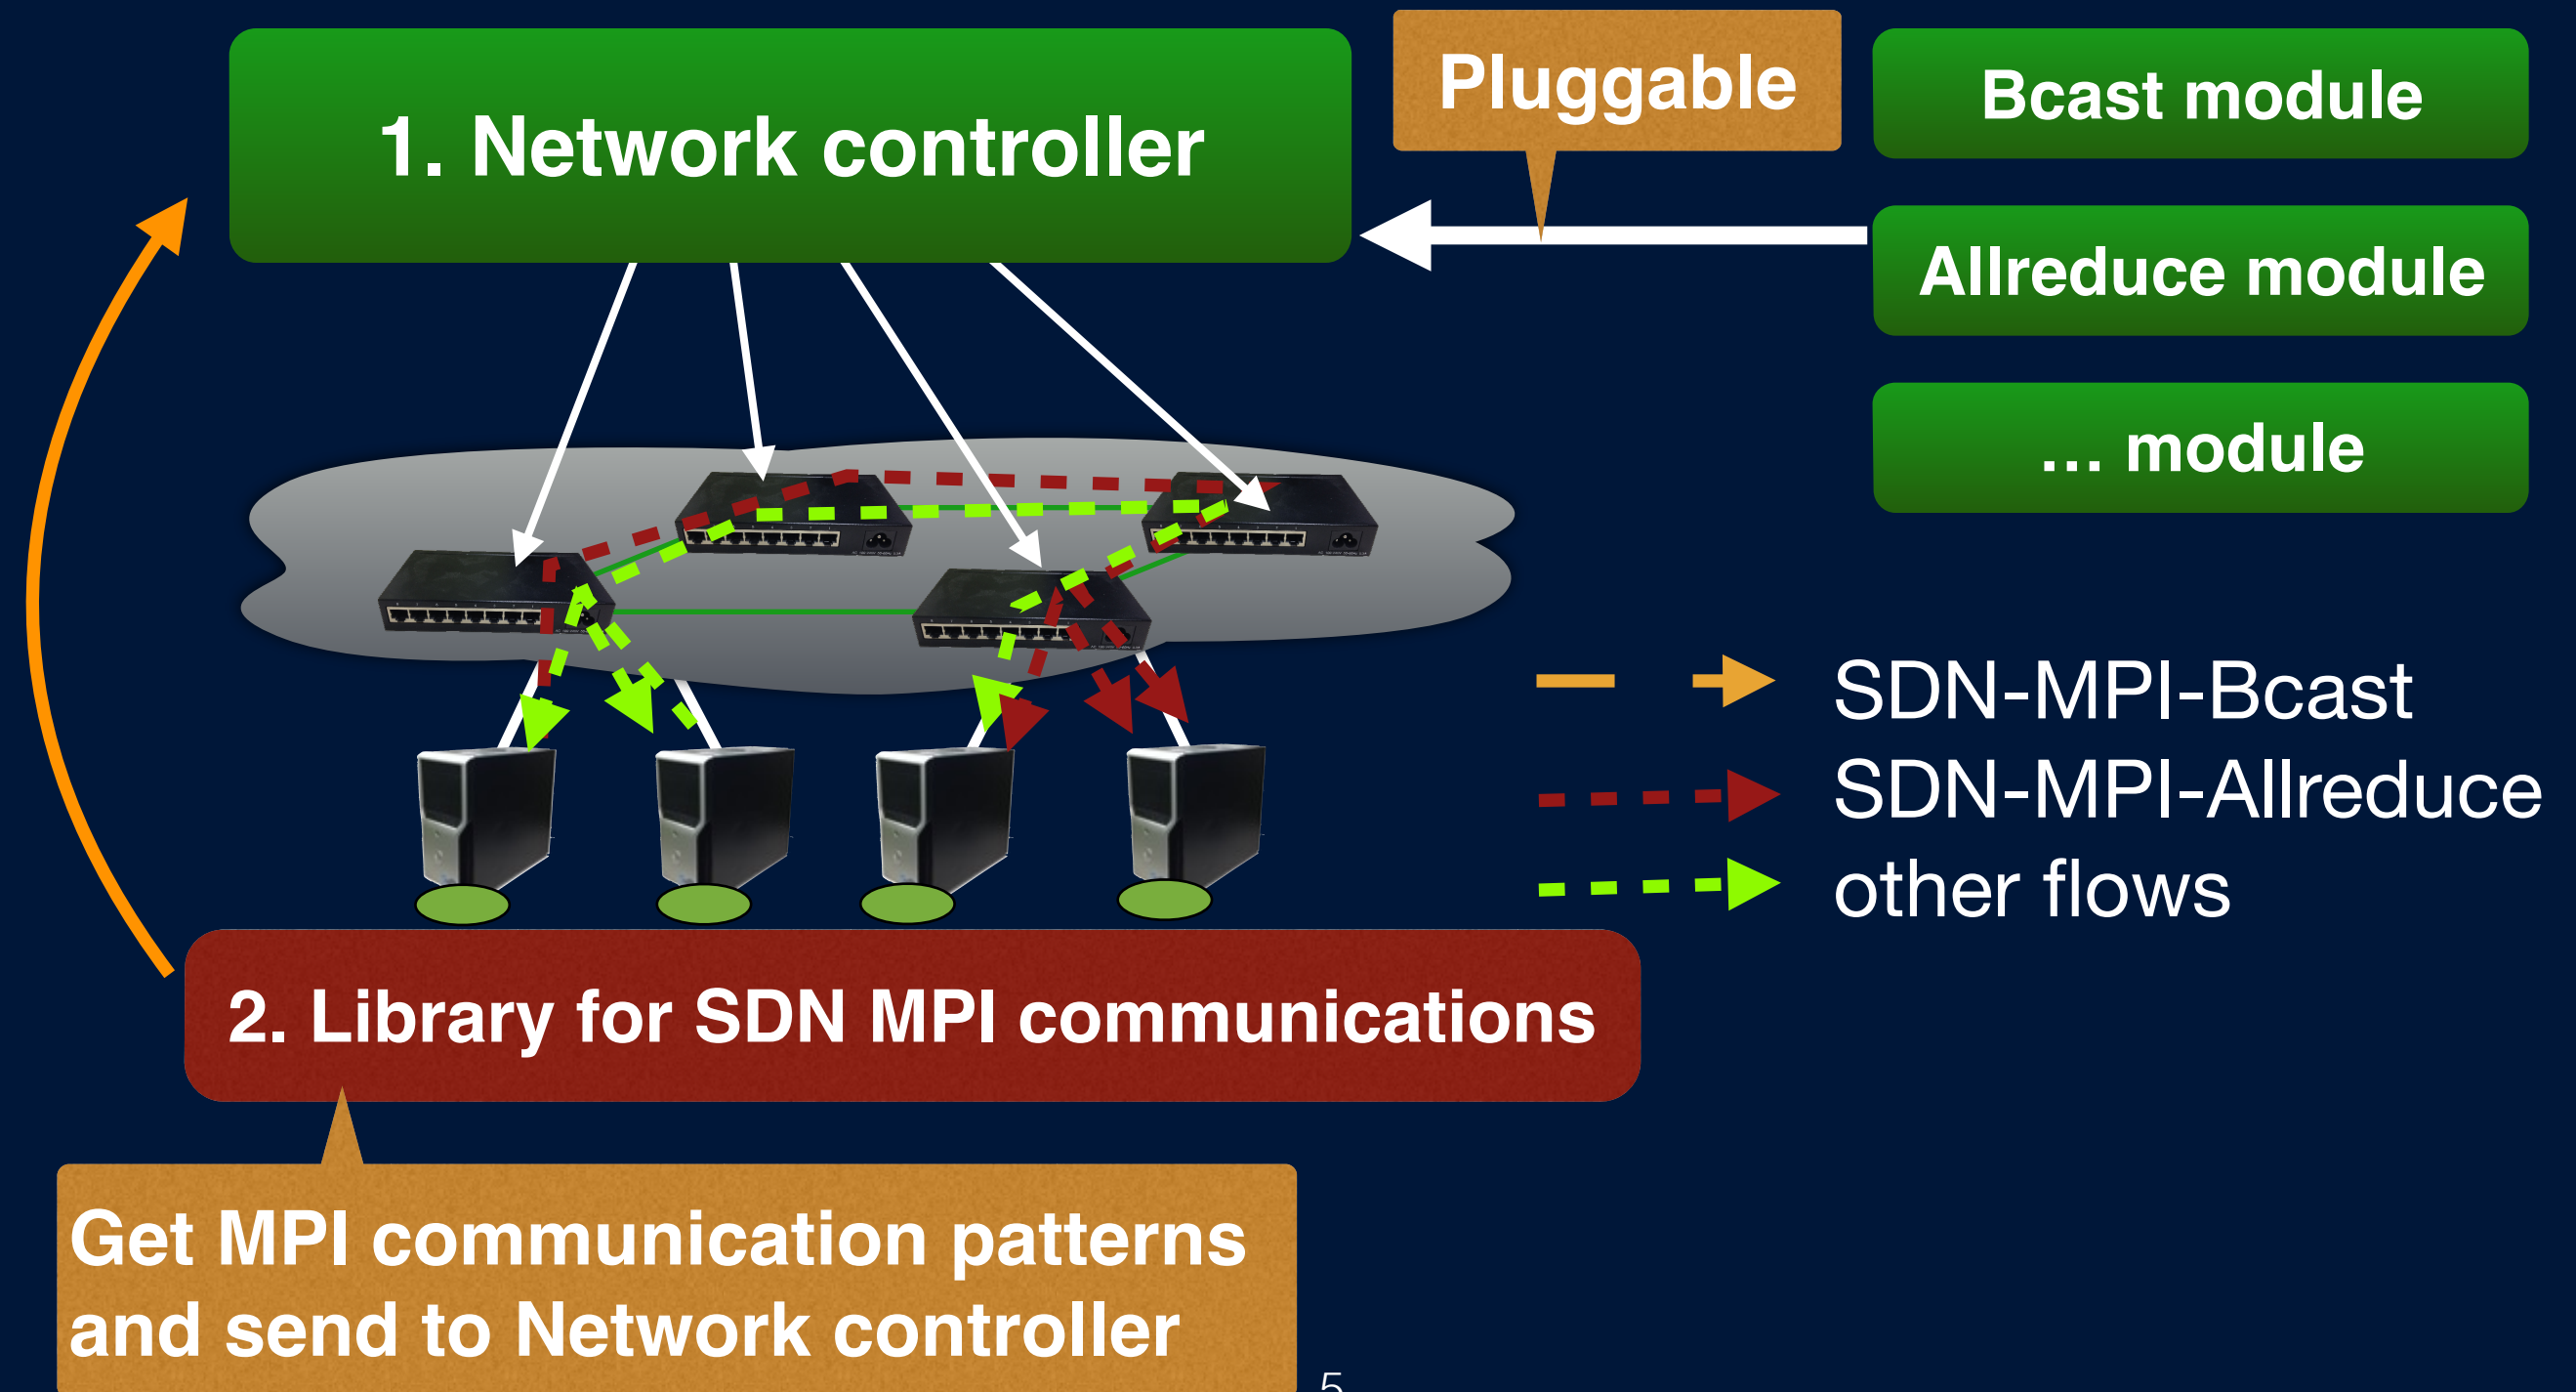 1. Network controller
Pluggable
Bcast module
Allreduce module
... module
SDN-MPI-Bcast
SDN-MPI-Allreduce
other flows
2. Library for SDN MPI communications
Get MPI communication patterns
and send to Network controller
5